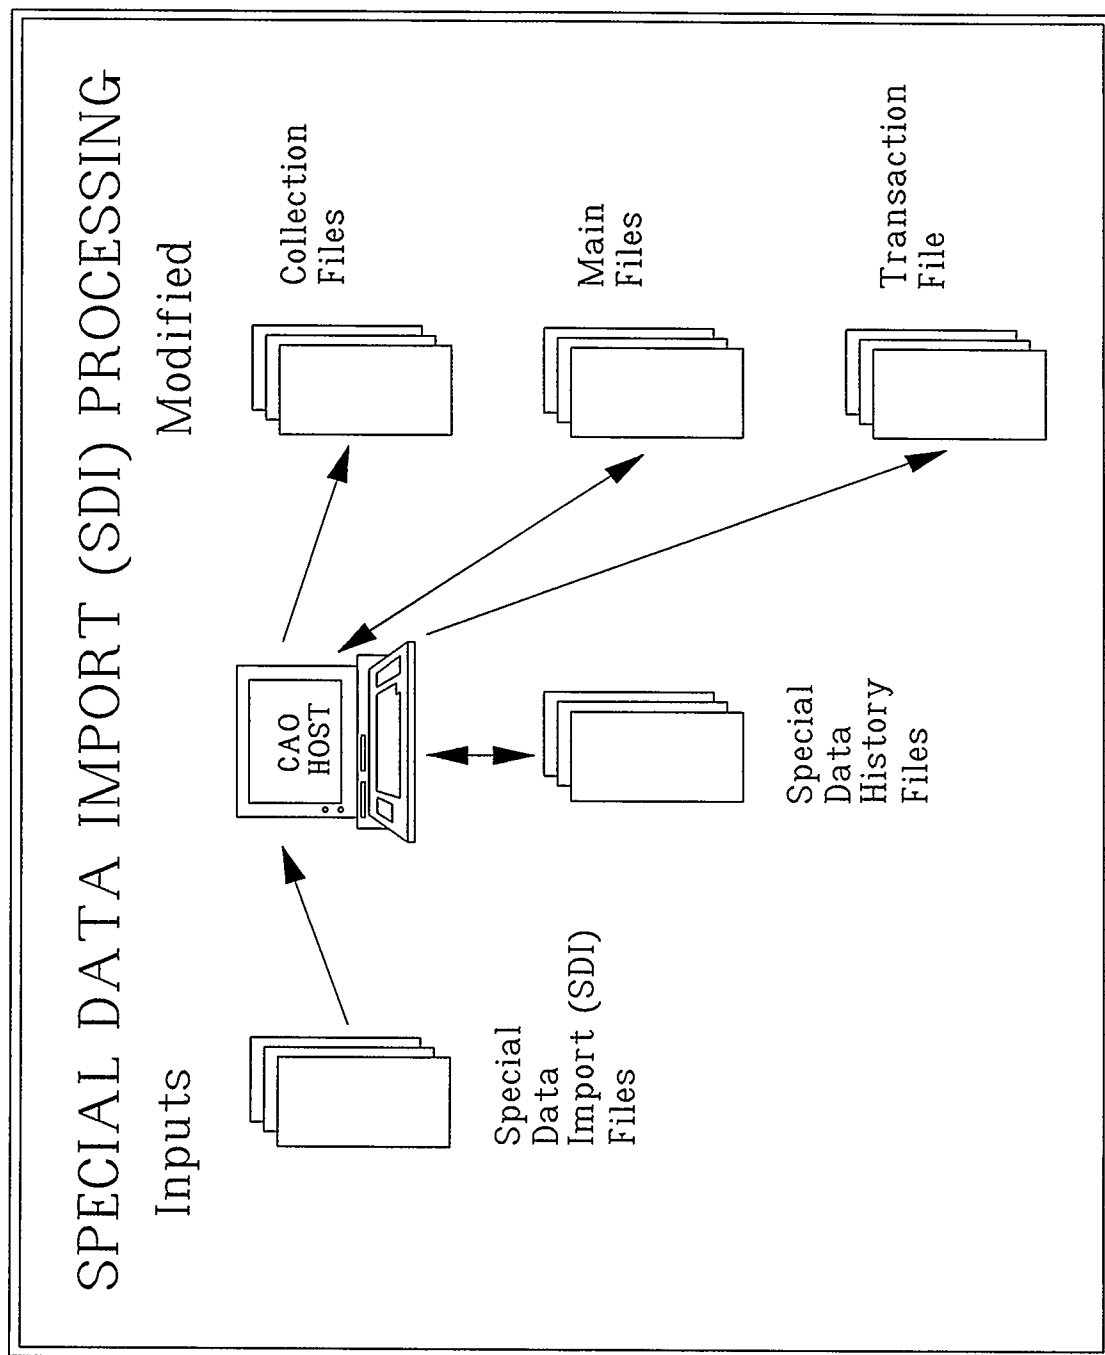 SPECIAL DATA IMPORT (SDI) PROCESSING
Inputs
Modified
CAO
HOST
Collection
Files
Special
Data
Import (SDI)
Files
Main
Files
Special
Data
History
Files
Transaction
File